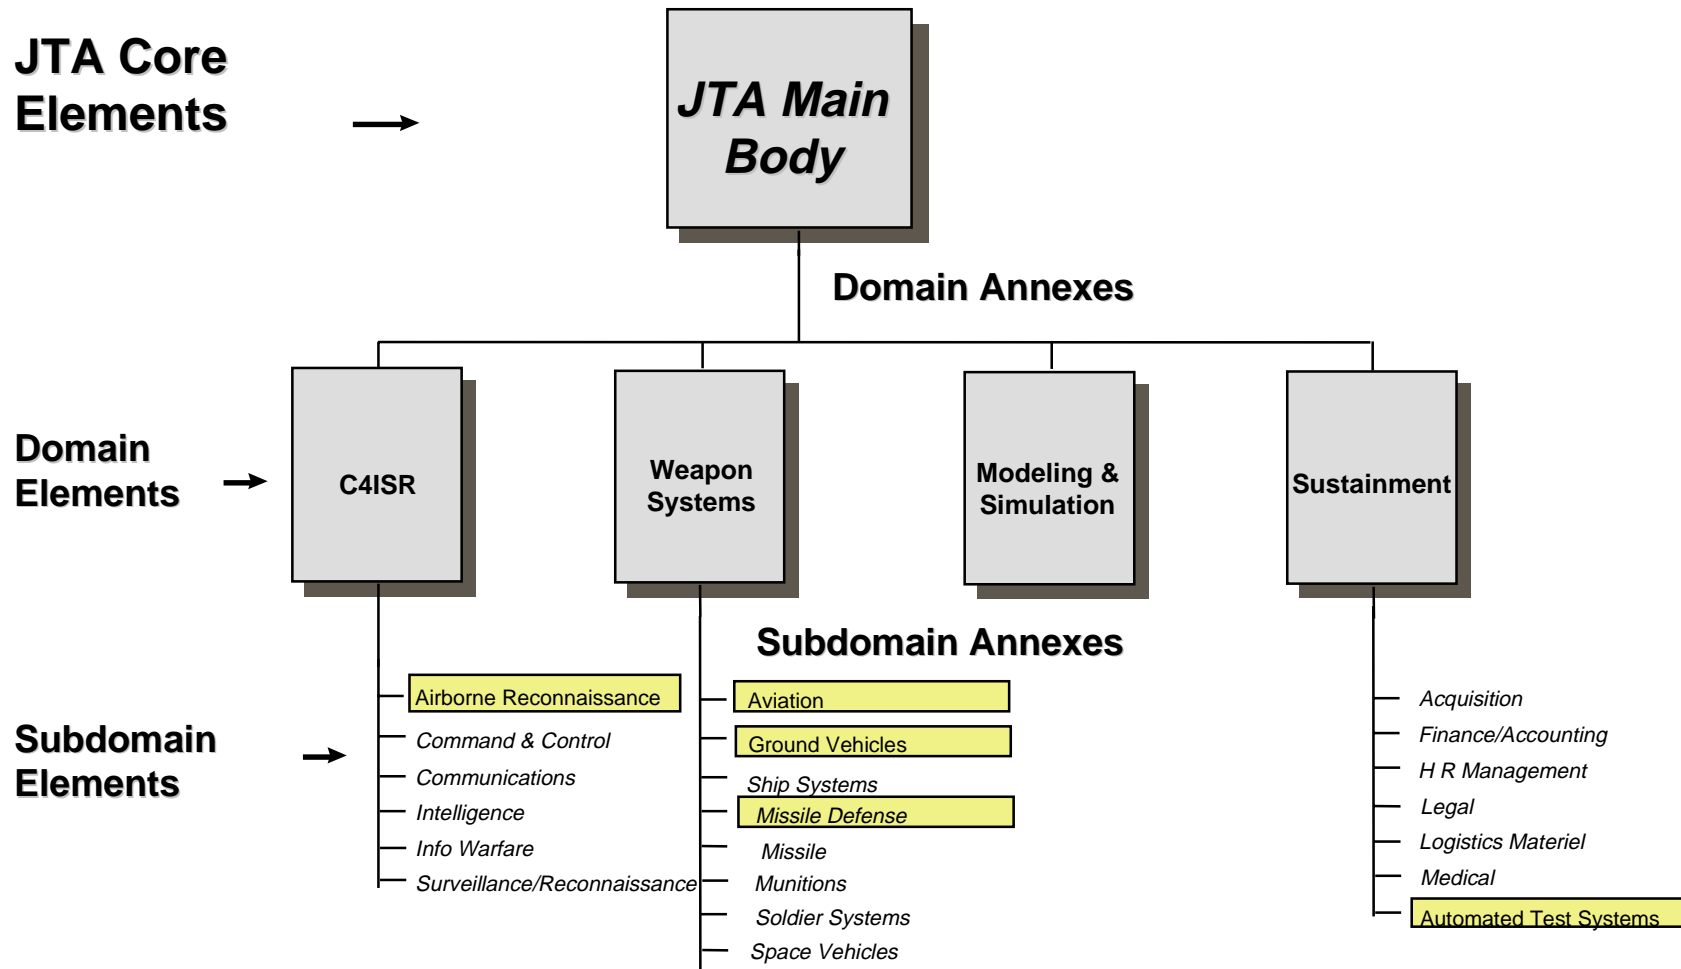 JTA Core
Elements
JTA Main
Body
Domain Annexes
Domain
Elements
C4ISR
Weapon
Systems
Modeling &
Simulation
Sustainment
Subdomain Annexes
Subdomain
Elements
Airborne Reconnaissance
Command & Control
Communications
Intelligence
Info Warfare
Surveillance/Reconnaissance
Aviation
Ground Vehicles
Ship Systems
Missile Defense
Missile
Munitions
Soldier Systems
Space Vehicles
Acquisition
Finance/Accounting
H R Management
Legal
Logistics Materiel
Medical
Automated Test Systems